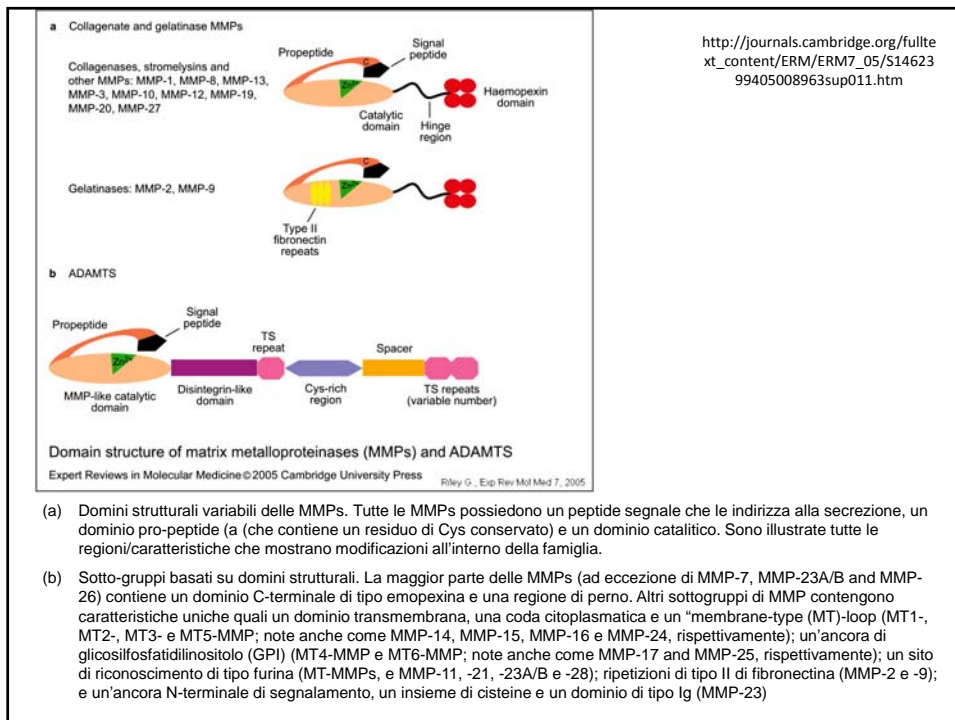 a Collagenate and gelatinase MMPs
Collagenases, stromelysins and
other MMPs: MMP-1, MMP-8, MMP-13,
MMP-3, MMP-10, MMP-12, MMP-19,
MMP-20, MMP-27
Propeptide
Signal
peptide
C
Zn2+
Haemopexin
domain
Catalytic
domain
Hinge
region
http://journals.cambridge.org/fullte
xt_content/ERM/ERM7_05/S14623
99405008963sup011.htm
Gelatinases: MMP-2, MMP-9
C
Zn2+
Type II
fibronectin
repeats
b ADAMTS
Propeptide
Signal
peptide
Zn2+
TS
repeat
Spacer
MMP-like catalytic
domain
Disintegrin-like
domain
Cys-rich
region
TS repeats
(variable number)
Domain structure of matrix metalloproteinases (MMPs) and ADAMTS
Expert Reviews in Molecular Medicine©2005 Cambridge University Press
Riley G., Exp Rev Mol Med 7, 2005
(a) Domini strutturali variabili delle MMPs. Tutte le MMPs possiedono un peptide segnale che le indirizza alla secrezione, un
dominio pro-peptide (a (che contiene un residuo di Cys conservato) e un dominio catalitico. Sono illustrate tutte le
regioni/caratteristiche che mostrano modificazioni all'interno della famiglia.
(b) Sotto-gruppi basati su domini strutturali. La maggior parte delle MMPs (ad eccezione di MMP-7, MMP-23A/B and MMP-
26) contiene un dominio C-terminale di tipo emopexina e una regione di perno. Altri sottogruppi di MMP contengono
caratteristiche uniche quali un dominio transmembrana, una coda citoplasmatica e un “membrane-type (MT)-loop (MT1-,
MT2-, MT3- e MT5-MMP; note anche come MMP-14, MMP-15, MMP-16 e MMP-24, rispettivamente); un'ancora di
glicosilfosfatidilinositolo (GPI) (MT4-MMP e MT6-MMP; note anche come MMP-17 and MMP-25, rispettivamente); un sito
di riconoscimento di tipo furina (MT-MMPs, e MMP-11, -21, -23A/B e -28); ripetizioni di tipo II di fibronectina (MMP-2 e -9);
e un'ancora N-terminale di segnalamento, un insieme di cisteine e un dominio di tipo Ig (MMP-23)